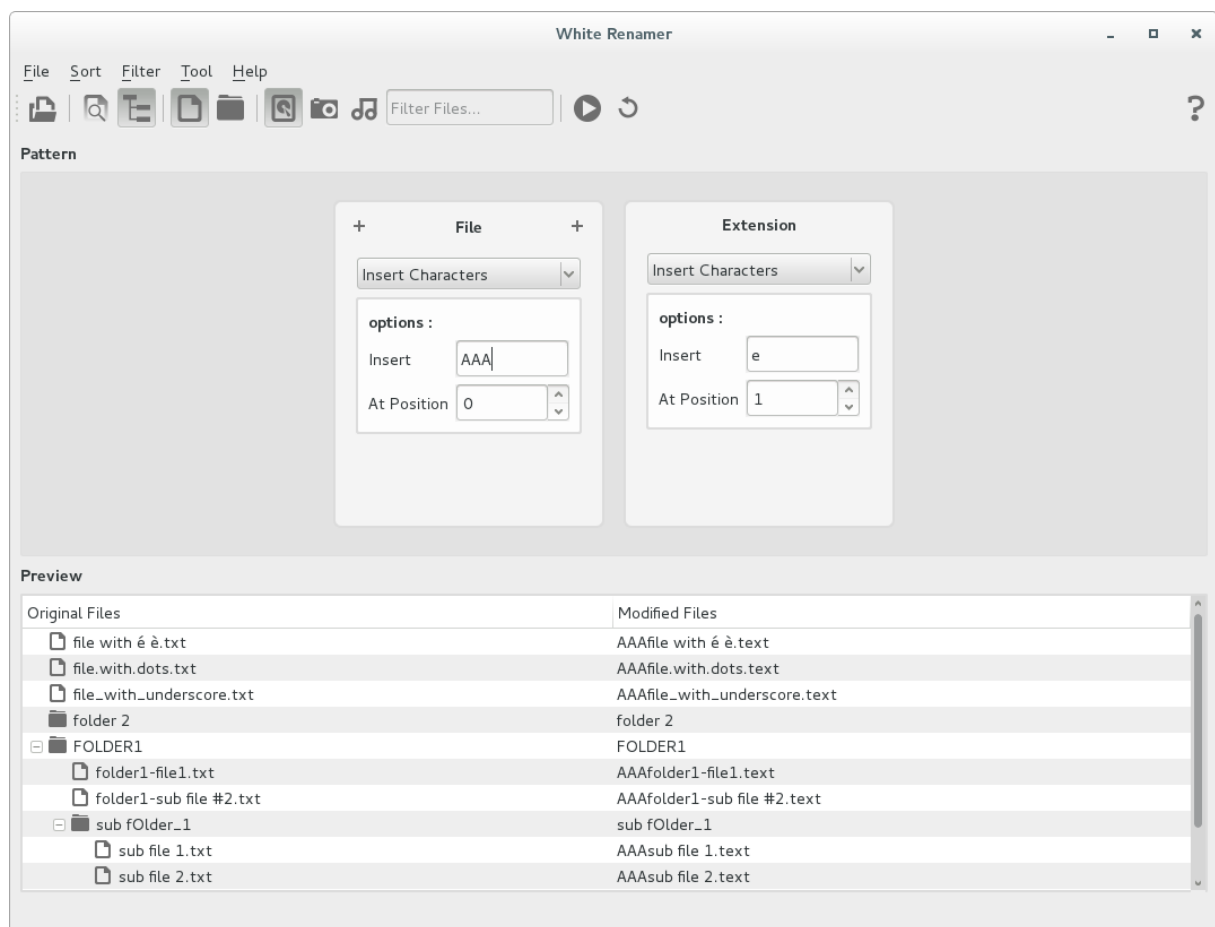 White Renamer
File Sort Filter Tool Help
Filter Files...
?
Pattern
+ File +
Extension
Insert Characters
Insert Characters
options :
options :
Insert AAA
Insert e
At Position 0
At Position 1
Preview
Original Files Modified Files
file with é è.txt AAAfile with é è.text
file.with.dots.txt AAAfile.with.dots.text
file_with_underscore.txt AAAfile_with_underscore.text
folder 2 folder 2
FOLDER1 FOLDER1
folder1-file1.txt AAAfolder1-file1.text
folder1-sub file #2.txt AAAfolder1-sub file #2.text
sub fOlder_1 sub fOlder_1
sub file 1.txt AAAsub file 1.text
sub file 2.txt AAAsub file 2.text